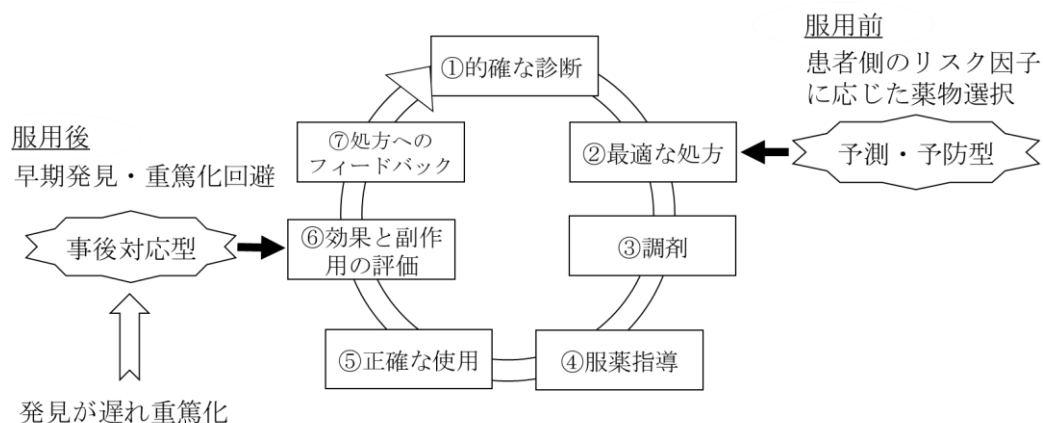 服用前
患者側のリスク因子
に応じた薬物選択
予測・予防型
①的確な診断
②最適な処方
③調剤
④服薬指導
⑤正確な使用
⑥効果と副作
用の評価
⑦処方への
フィードバック
服用後
早期発見・重篤化回避
事後対応型
発見が遅れ重篤化